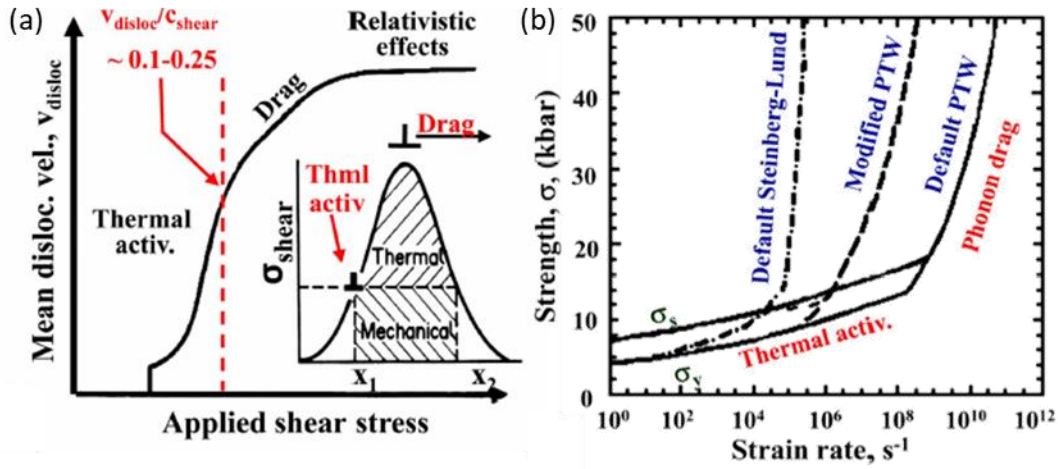 (a)
v_disloc/c_shear
~ 0.1-0.25
Relativistic
effects
Drag
Thermal
activ.
Mean disloc. vel., v_disloc
Applied shear stress
Drag
Thml
activ
Thermal
Mechanical
σ_shear
x_1
x_2
(b)
50
40
30
20
10
0
Strength, σ, (kbar)
Default Steinberg-Lund
Modified PTW
Default PTW
Phonon drag
σ_s
Thermal activ.
σ_y
10^0 10^2 10^4 10^6 10^8 10^10 10^12
Strain rate, s^-1